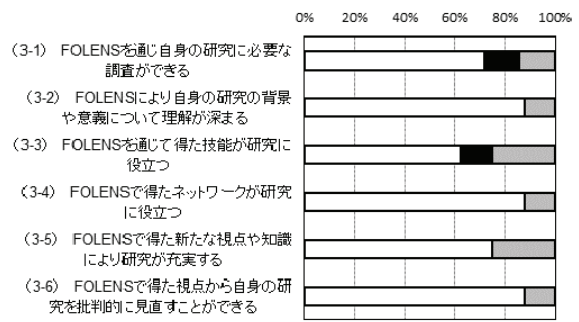 0% 20% 40% 60% 80% 100%
（3-1） FOLENSを通じ自身の研究に必要な
調査ができる
（3-2） FOLENSにより自身の研究の背景
や意義について理解が深まる
（3-3） FOLENSを通じて得た技能が研究に
役立つ
（3-4） FOLENSで得たネットワークが研究
に役立つ
（3-5） FOLENSで得た新たな視点や知識
により研究が充実する
（3-6） FOLENSで得た視点から自身の研
究を批判的に見直すことができる